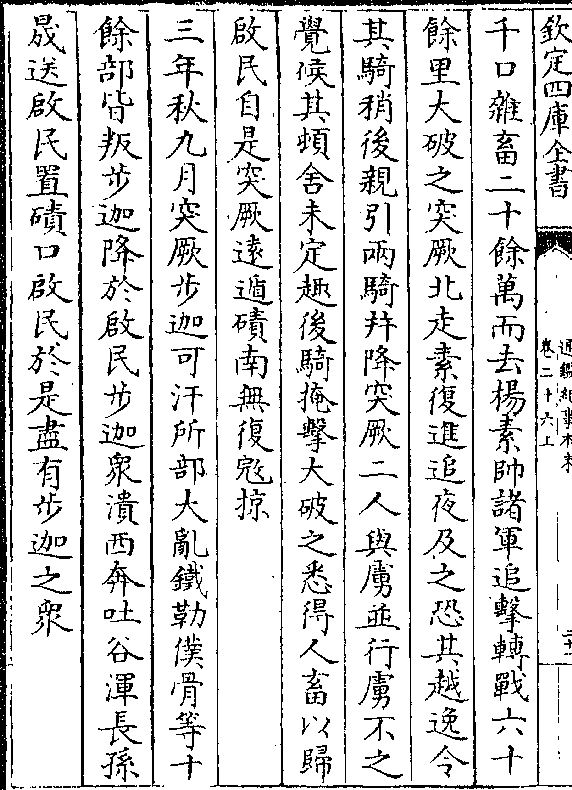 欽定四庫全書
通鑑紀事本末
卷二十六上
千口雜畜二十餘萬而去楊素帥諸軍追擊轉戰六十
餘里大破之突厥北走素復進追夜及之恐其越逸令
其騎稍後親引兩騎并降突厥二人與虜並行虜不之
覺候其頓舍未定趣後騎掩擊大破之悉得人畜以歸
啟民自是突厥遠遁磧南無復寇掠
三年秋九月突厥步迦可汗所部大亂鐵勒僕骨等十
餘部皆叛步迦降於啟民步迦衆潰西奔吐谷渾長孫
晟送啟民置磧口啟民於是盡有步迦之衆